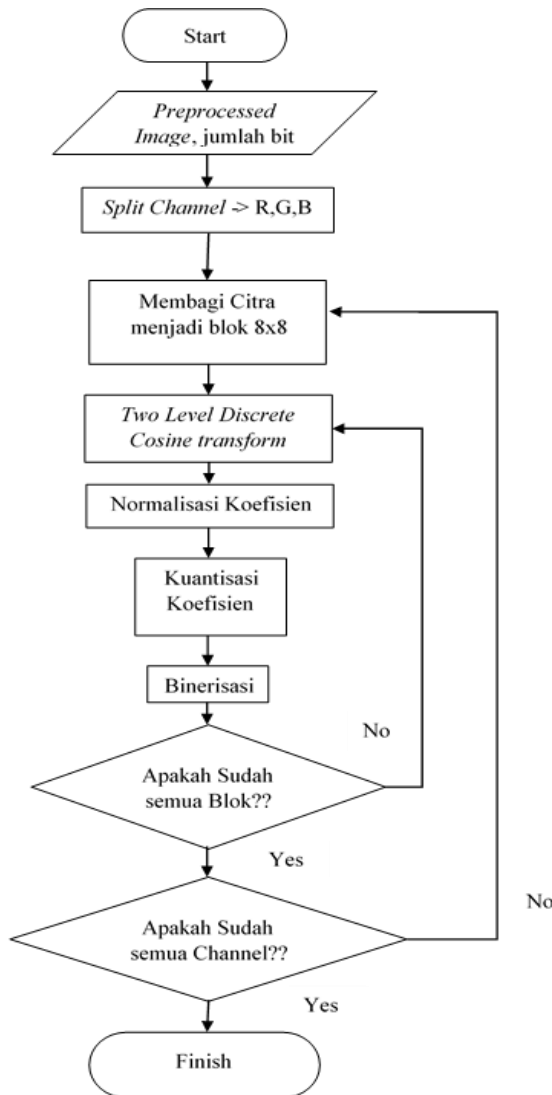 Start
Preprocessed
Image, jumlah bit
Split Channel -> R,G,B
Membagi Citra
menjadi blok 8x8
Two Level Discrete
Cosine transform
Normalisasi Koefisien
Kuantisasi
Koefisien
Binerisasi
No
Apakah Sudah
semua Blok??
Yes
No
Apakah Sudah
semua Channel??
Yes
Finish